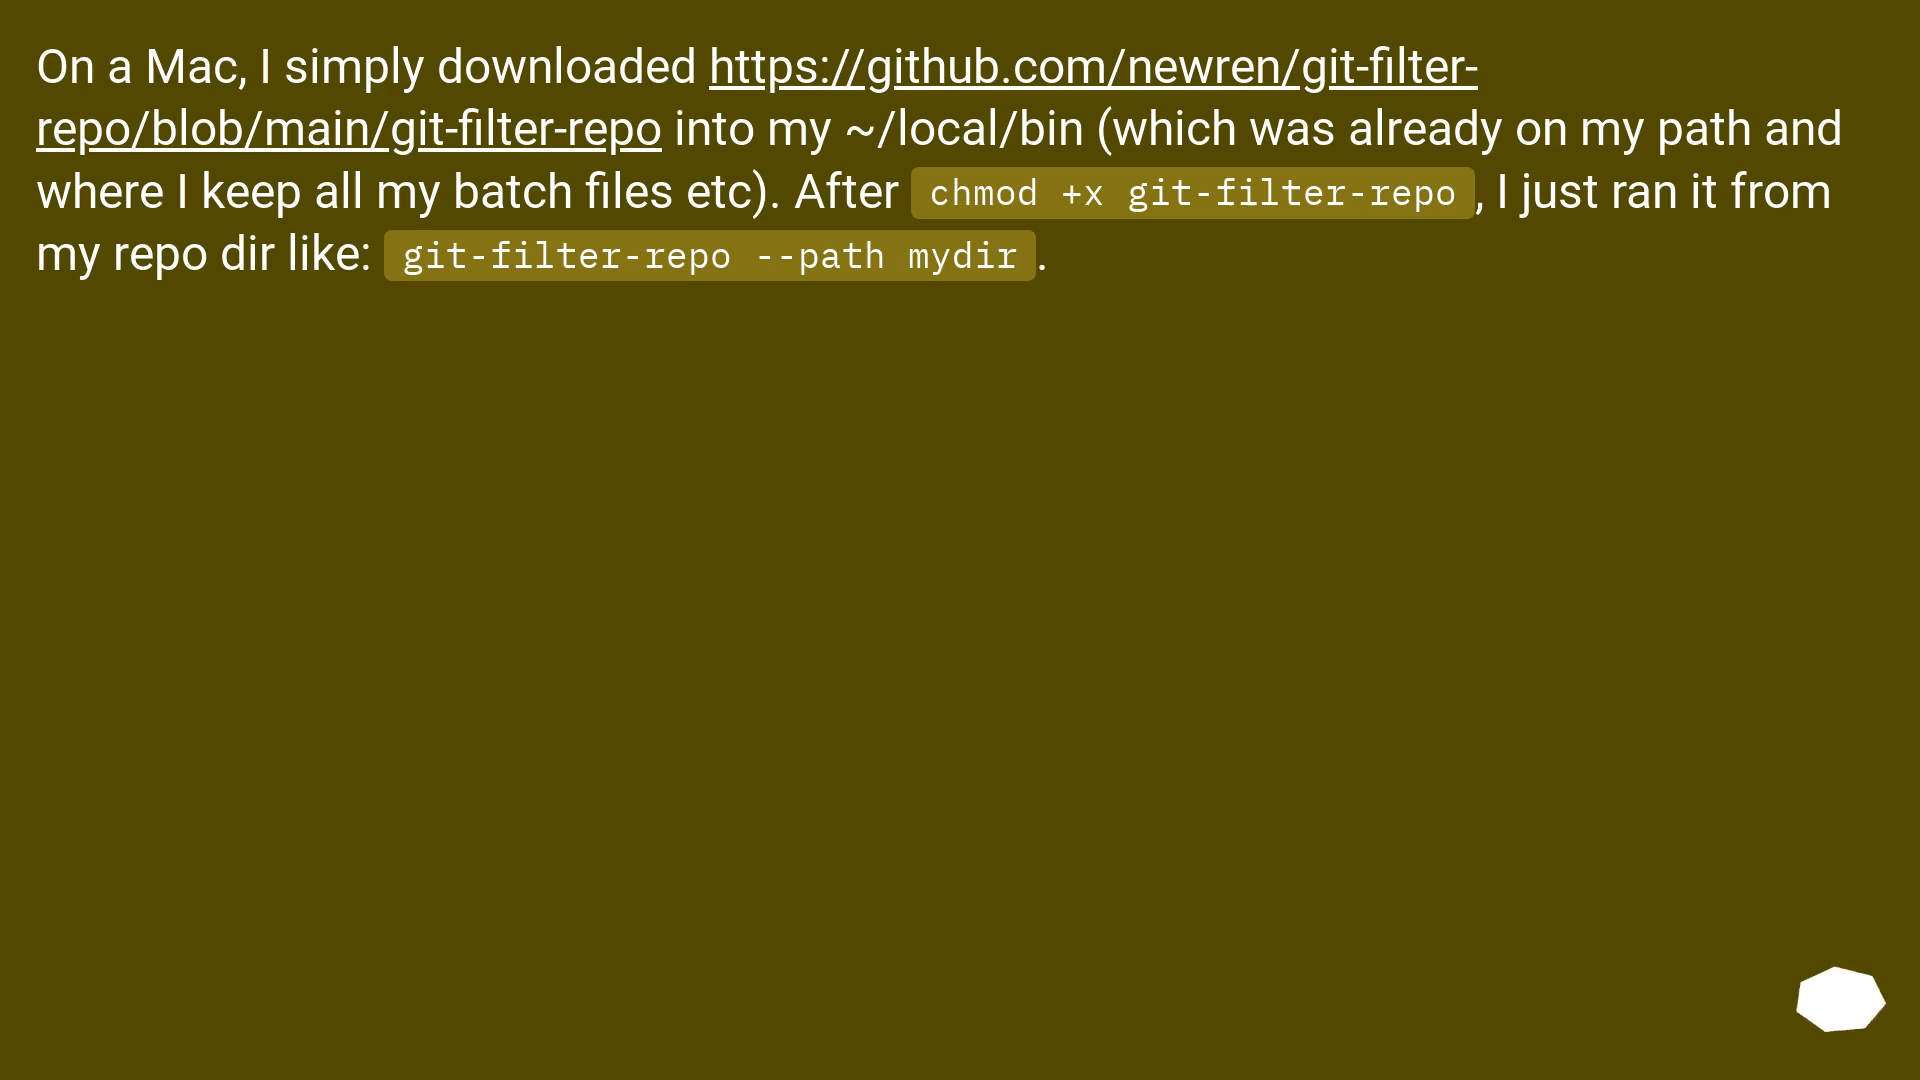 On a Mac, I simply downloaded https://github.com/newren/git-filter-
repo/blob/main/git-filter-repo into my ~/local/bin (which was already on my path and
where I keep all my batch files etc). After chmod +x git-filter-repo, I just ran it from
my repo dir like: git-filter-repo --path mydir.